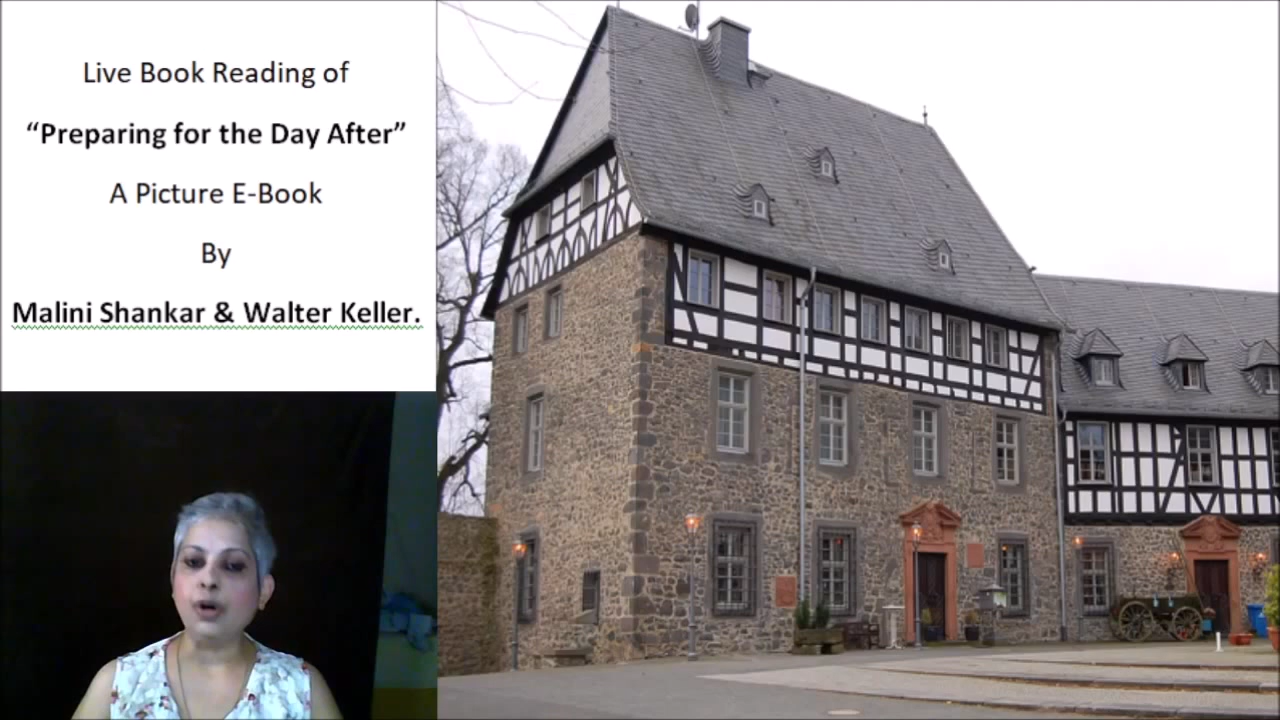 Live Book Reading of
“Preparing for the Day After”
A Picture E-Book
By
Malini Shankar & Walter Keller.